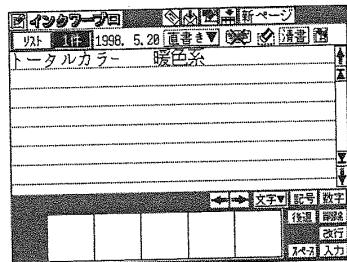 インクワープロ 新ページ
リスト 1件 1998. 5.20 直書き▼ 清書
トータルカラー 暖色系
文字▼ 記号 数字
後退 削除
改行
スペース 入力